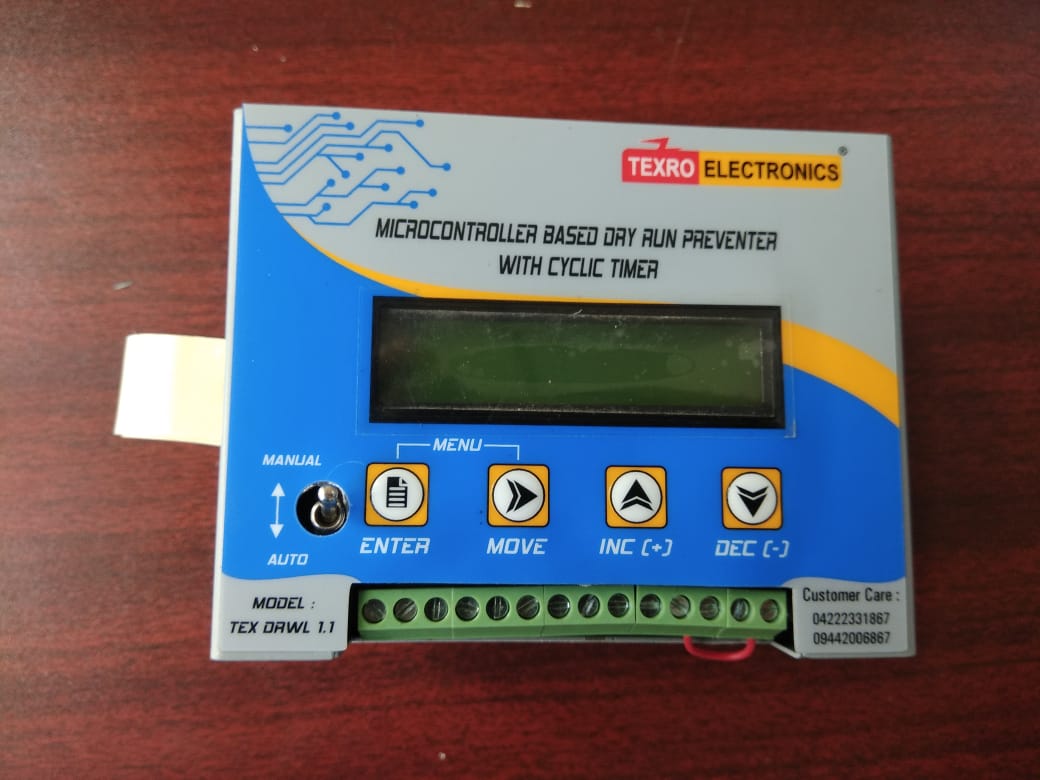 TEXRO ELECTRONICS®
MICROCONTROLLER BASED DRY RUN PREVENTER
WITH CYCLIC TIMER
MENU
MANUAL
AUTO
ENTER
MOVE
INC (+)
DEC (-)
MODEL :
TEX DRWL 1.1
Customer Care :
04222331867
09442006867